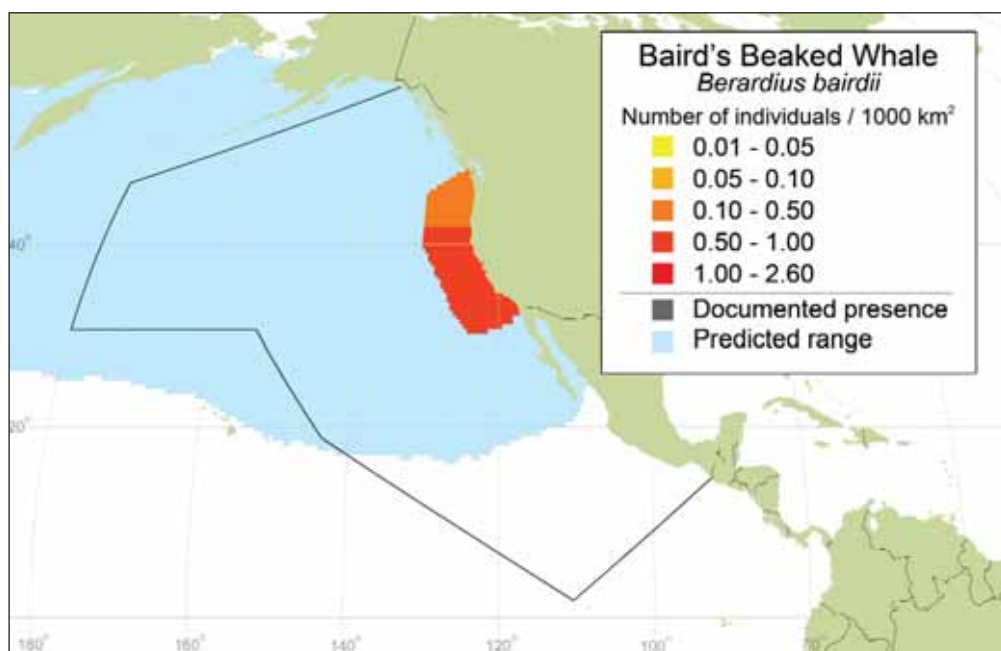 Baird's Beaked Whale
Berardius bairdii
Number of individuals / 1000 km²
0.01 - 0.05
0.05 - 0.10
0.10 - 0.50
0.50 - 1.00
1.00 - 2.60
Documented presence
Predicted range
40°
20°
180° 160° 140° 120° 100°